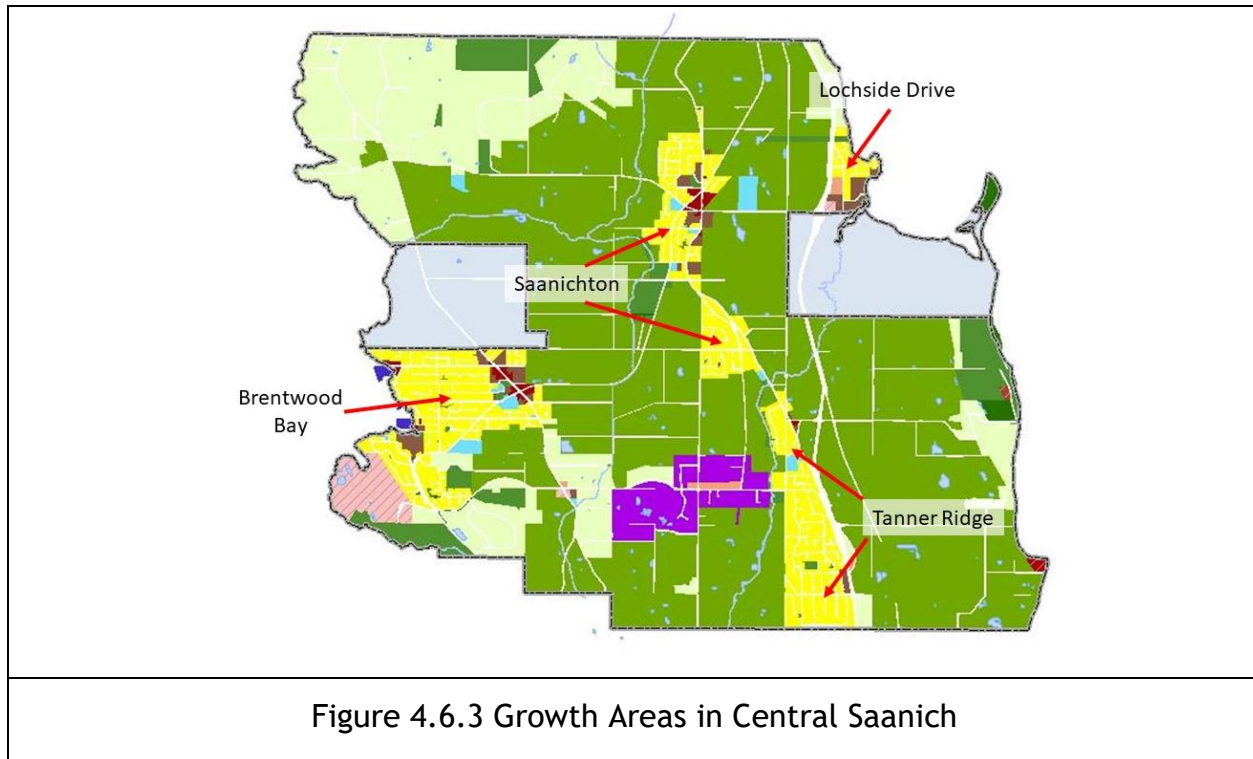 Lochside Drive
Saanichton
Brentwood
Bay
Tanner Ridge
Figure 4.6.3 Growth Areas in Central Saanich